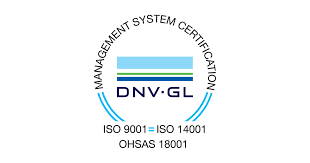 MANAGEMENT SYSTEM CERTIFICATION
DNV·GL
ISO 9001=ISO 14001
OHSAS 18001